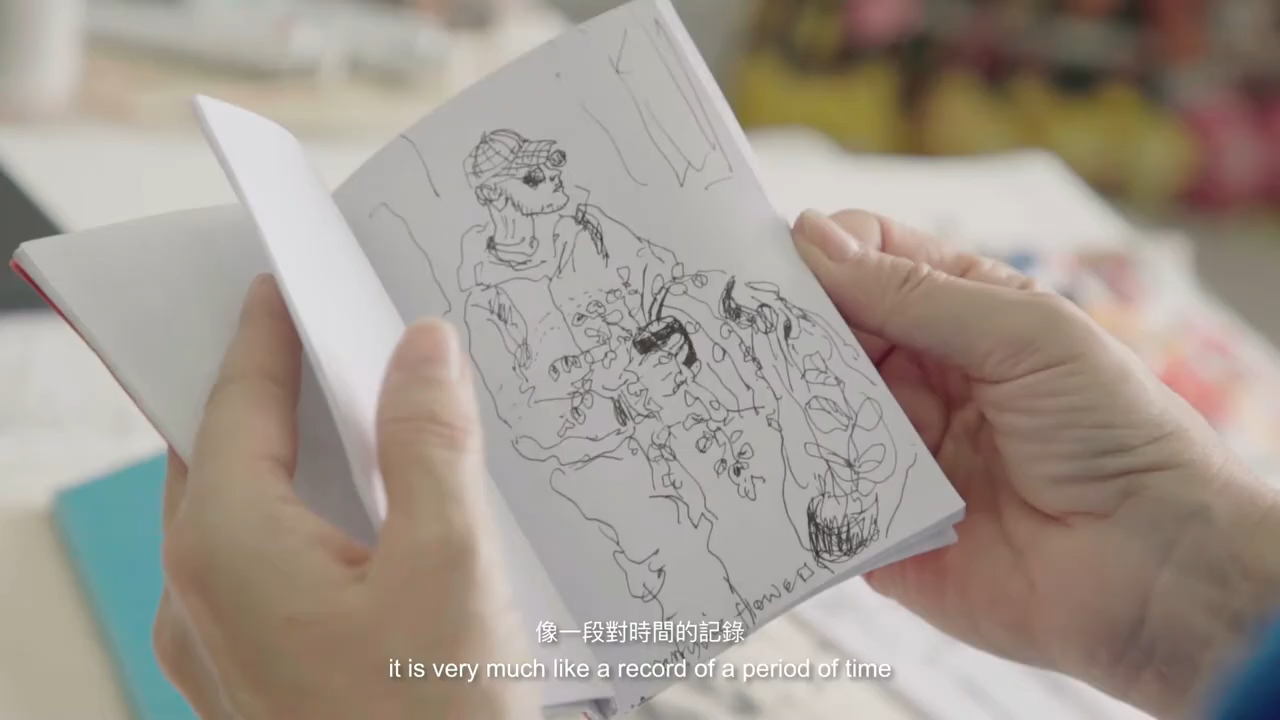 flower
像一段對時間的記錄
it is very much like a record of a period of time